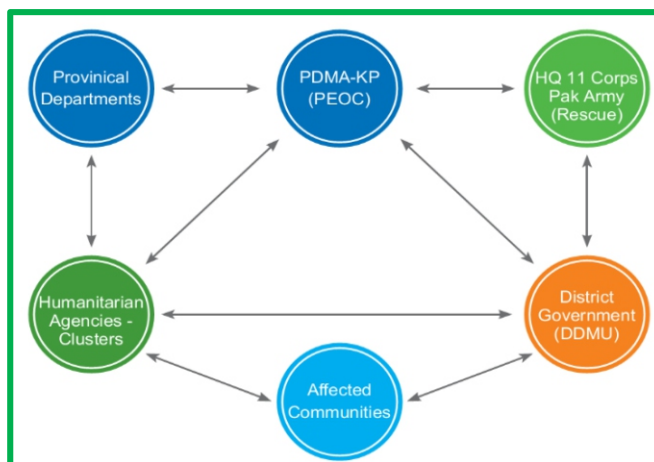 Provinical
Departments
PDMA-KP
(PEOC)
HQ 11 Corps
Pak Army
(Rescue)
Humanitarian
Agencies -
Clusters
District
Government
(DDMU)
Affected
Communities